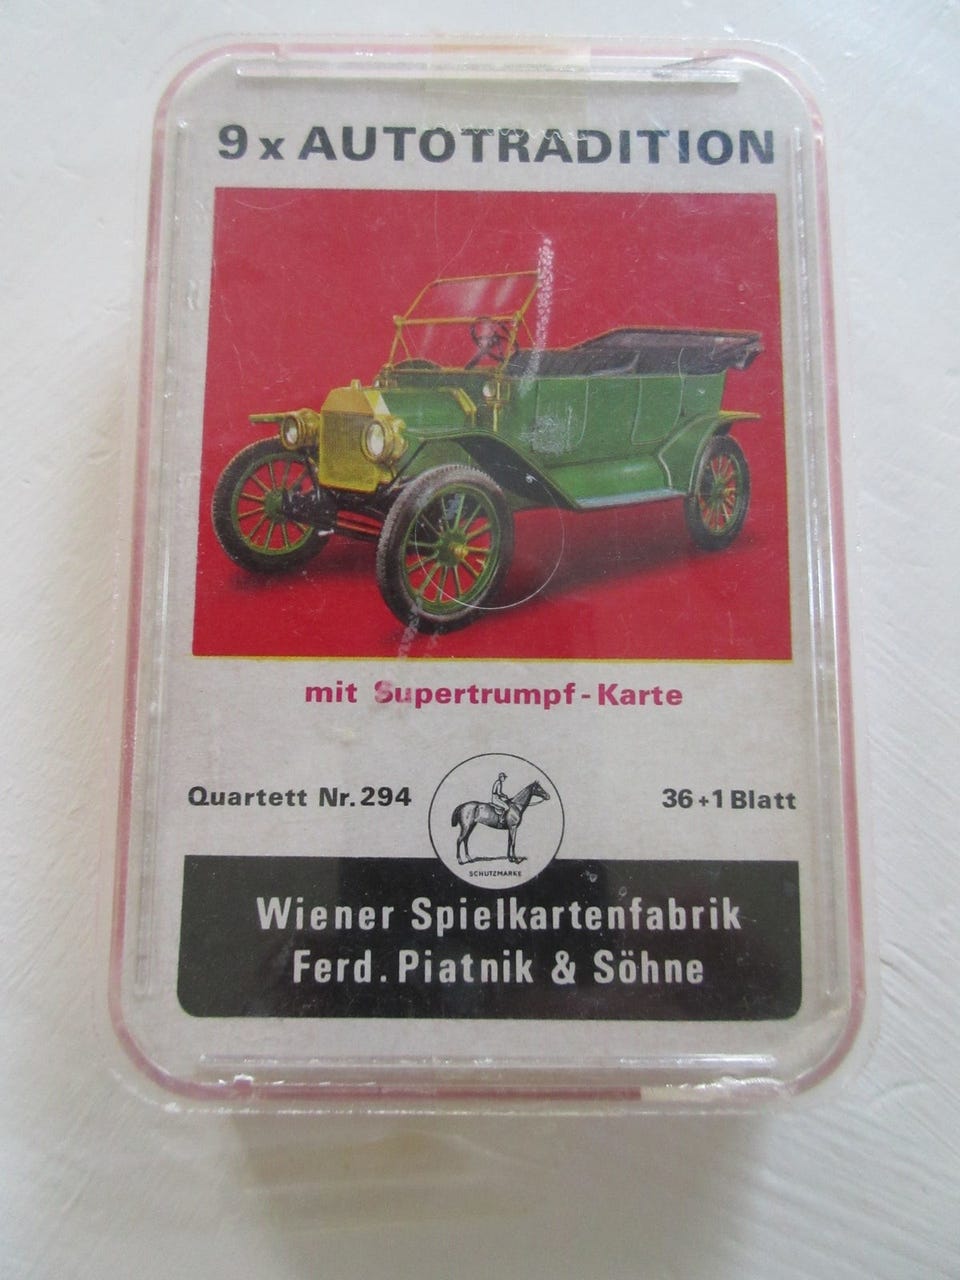 9 x AUTOTRADITION
mit Supertrumpf-Karte
Quartett Nr. 294
36+1 Blatt
SCHUTZMARKE
Wiener Spielkartenfabrik
Ferd. Piatnik & Söhne